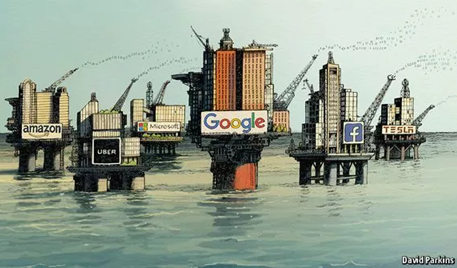 amazon
UBER
Microsoft
Google
f
TESLA
David Parkins